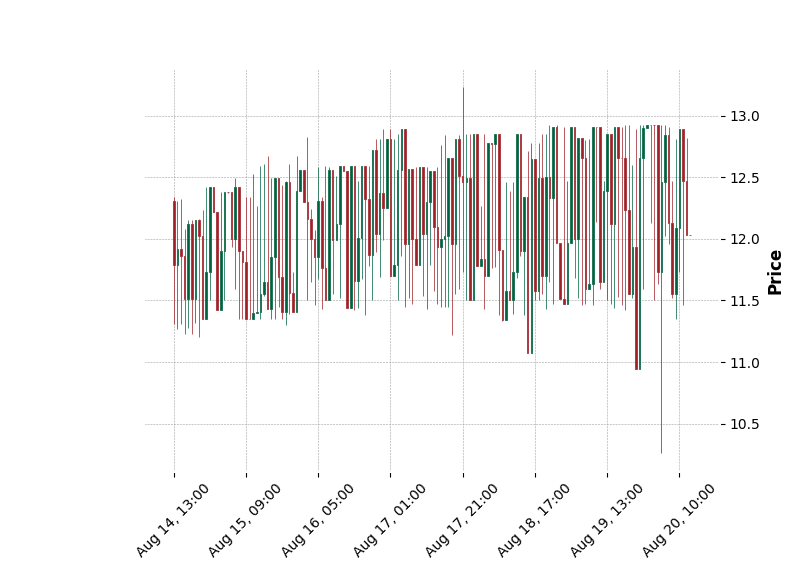 13.0
12.5
12.0
11.5
11.0
10.5
Price
Aug 14, 13:00
Aug 15, 09:00
Aug 16, 05:00
Aug 17, 01:00
Aug 17, 21:00
Aug 18, 17:00
Aug 19, 13:00
Aug 20, 10:00